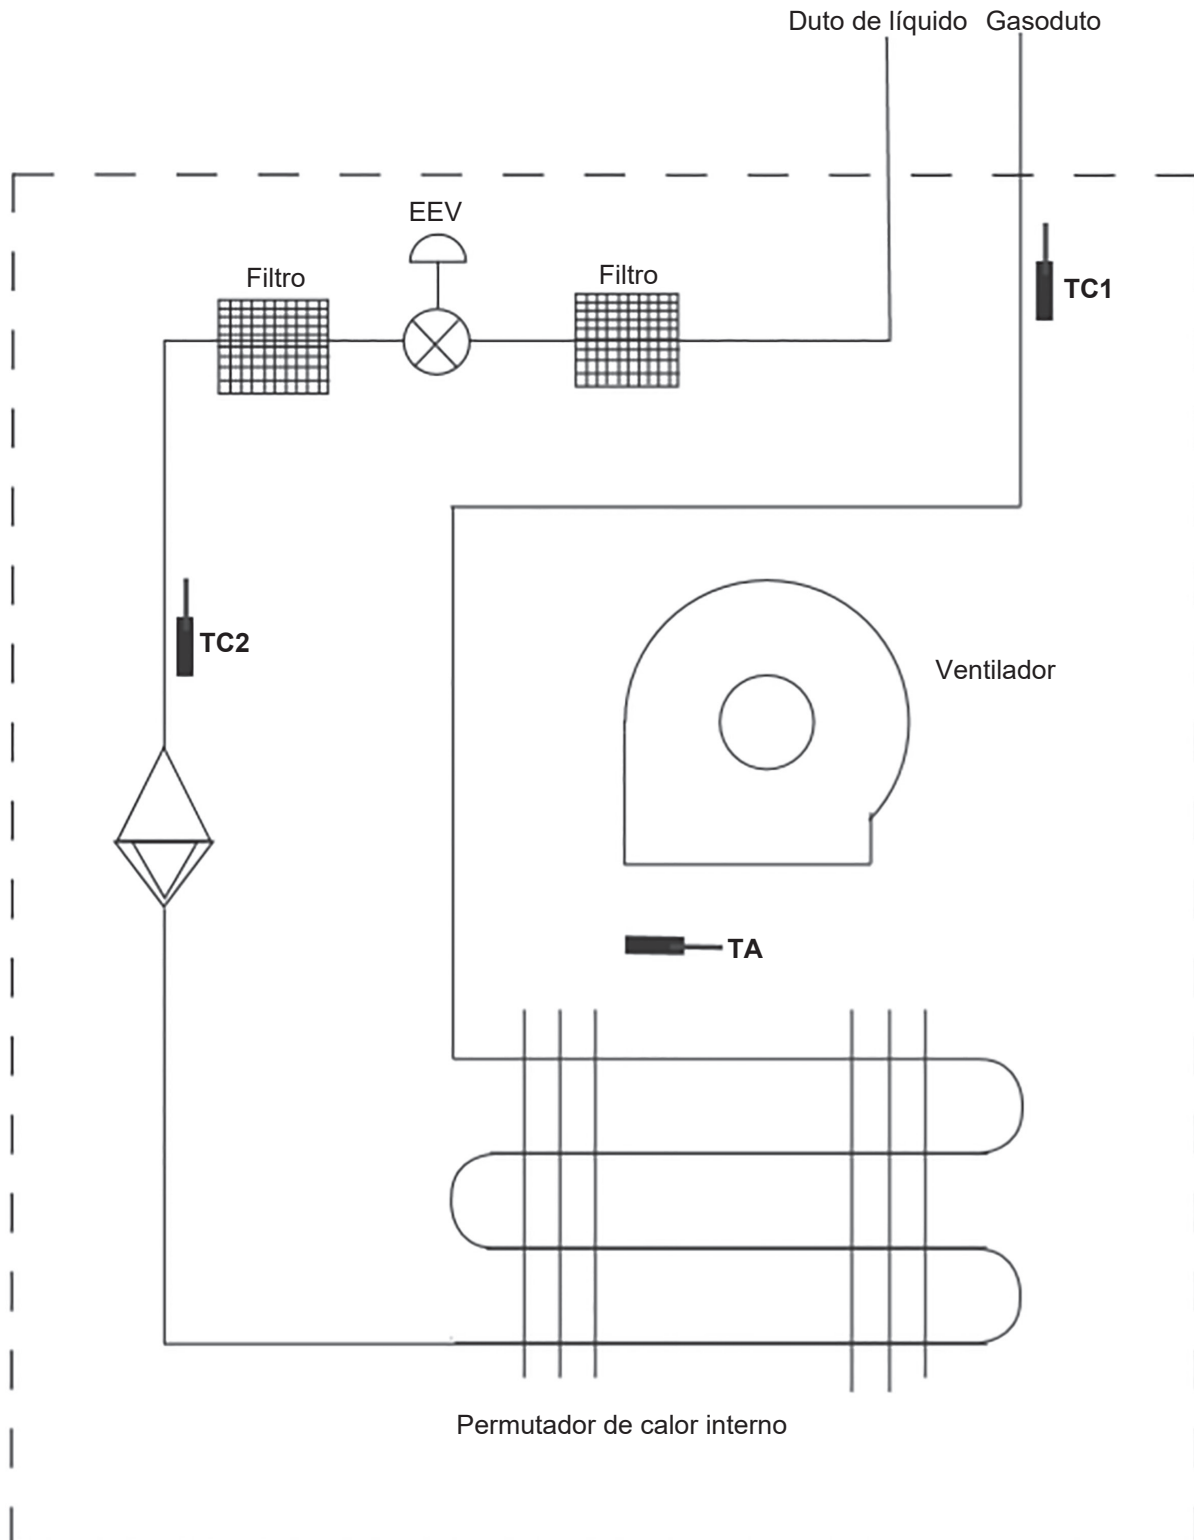 Duto de líquido
Gasoduto
EEV
Filtro
Filtro
TC1
TC2
Ventilador
TA
Permutador de calor interno